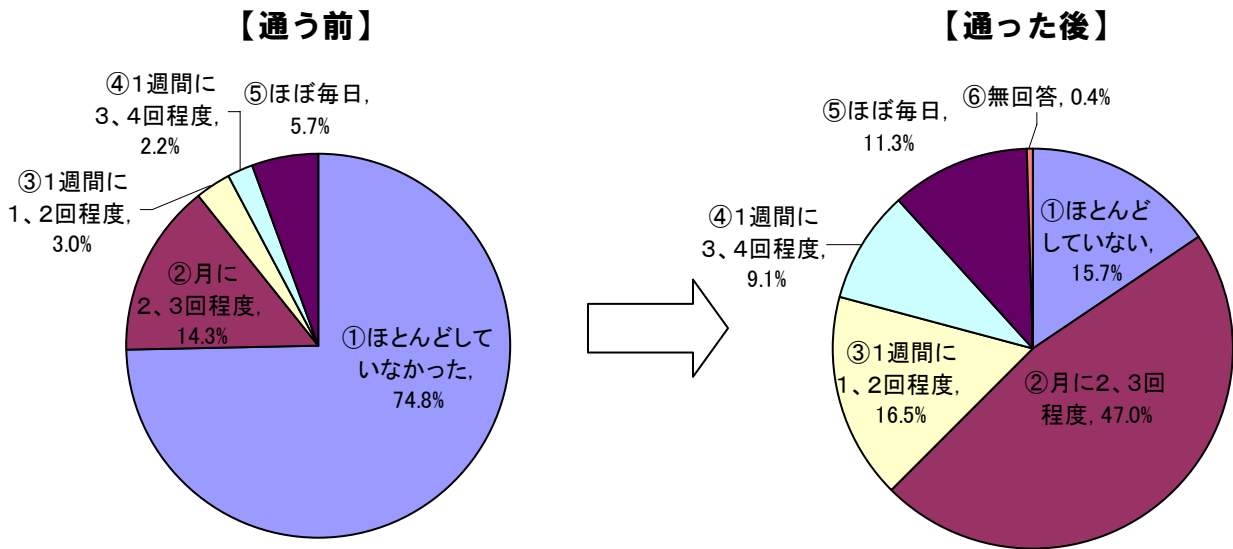 【通う前】
④1週間に
3、4回程度,
2.2%
⑤ほぼ毎日,
5.7%
③1週間に
1、2回程度,
3.0%
②月に
2、3回程度,
14.3%
①ほとんどして
いなかった,
74.8%
【通った後】
⑥無回答, 0.4%
⑤ほぼ毎日,
11.3%
①ほとんど
していない,
15.7%
④1週間に
3、4回程度,
9.1%
③1週間に
1、2回程度,
16.5%
②月に2、3回
程度, 47.0%